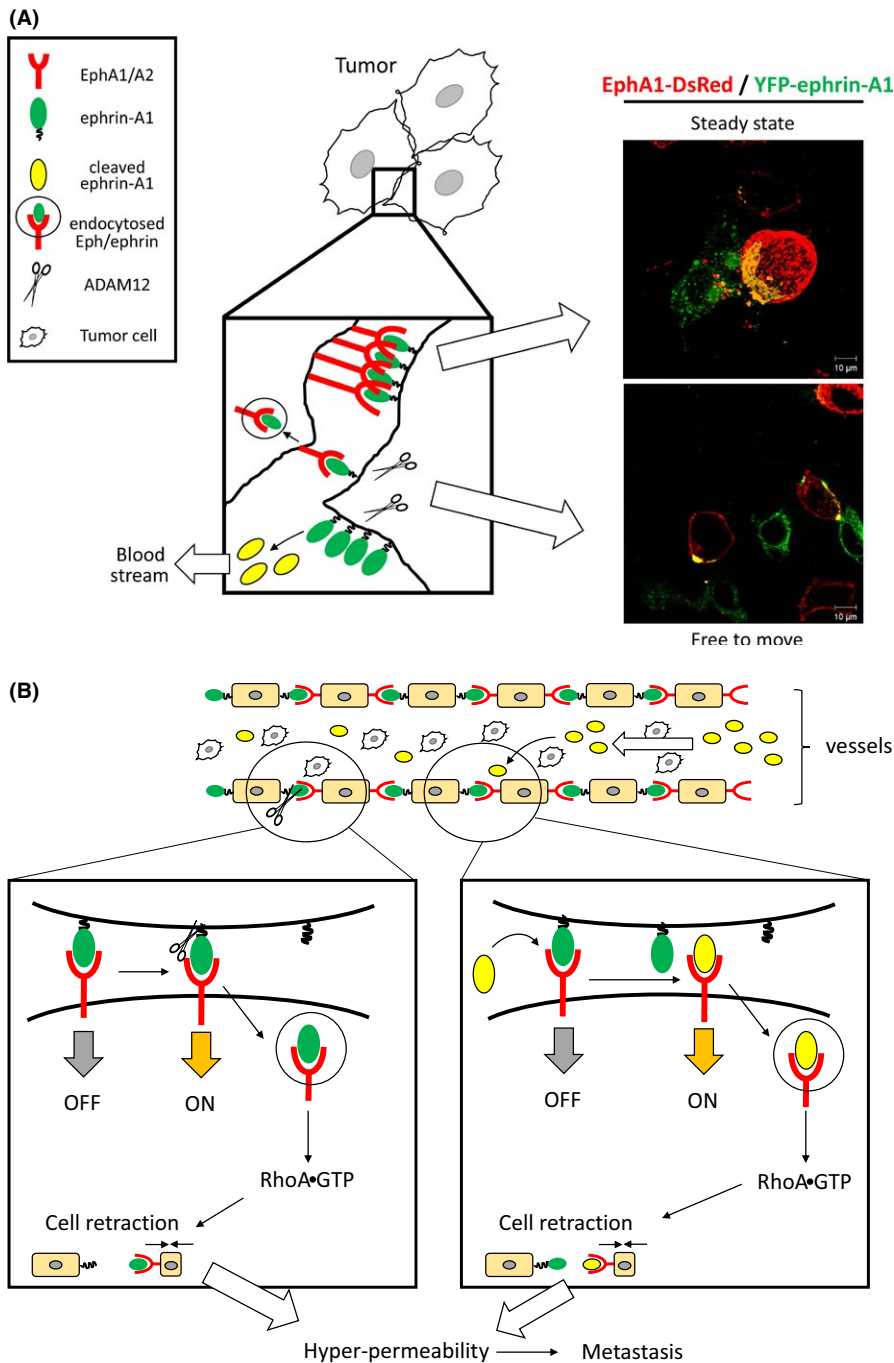 (A)
EphA1/A2
ephrin-A1
cleaved
ephrin-A1
endocytosed
Eph/ephrin
ADAM12
Tumor cell
Tumor
Blood
stream
EphA1-DsRed / YFP-ephrin-A1
Steady state
10 µm
10 µm
Free to move
(B)
vessels
OFF
ON
RhoA•GTP
Cell retraction
OFF
ON
RhoA•GTP
Cell retraction
Hyper-permeability
Metastasis